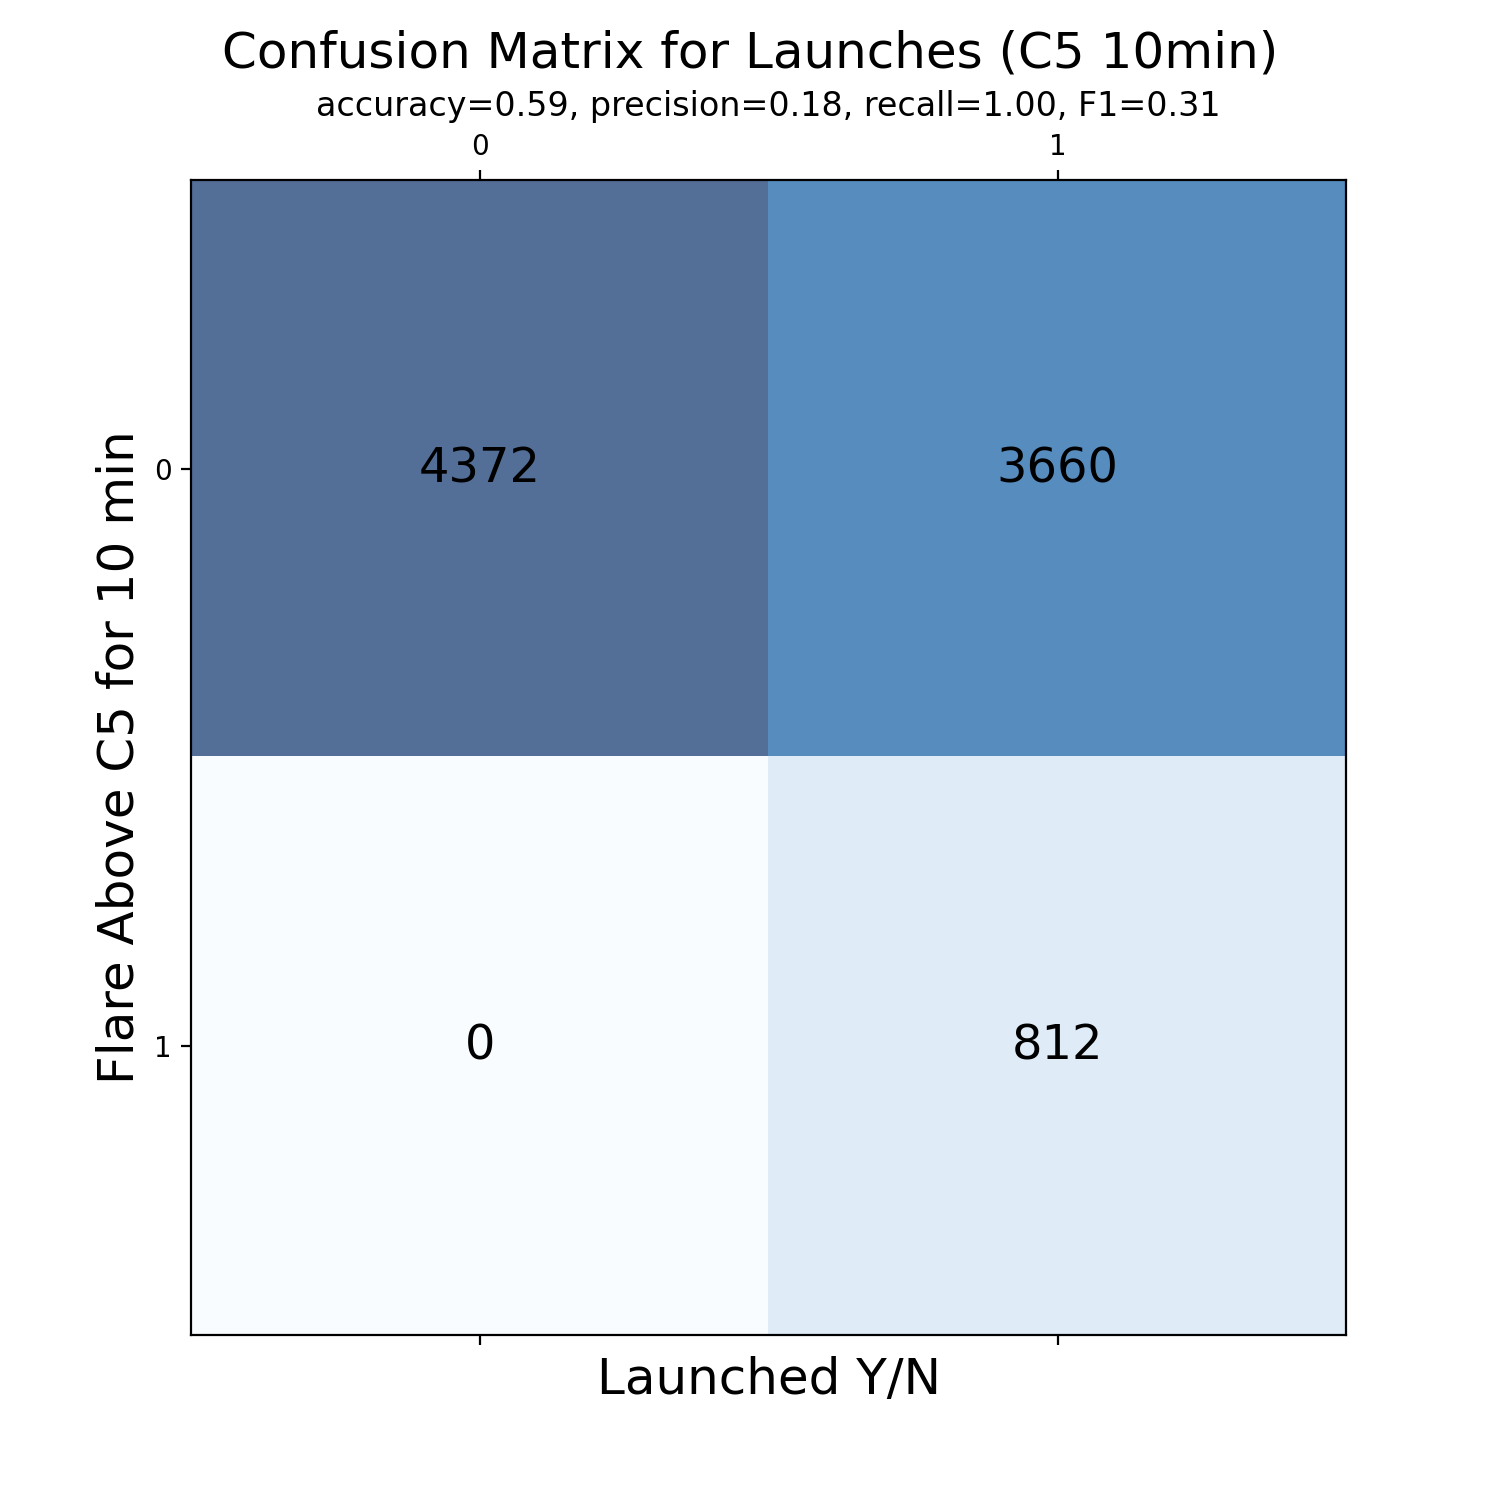 Confusion Matrix for Launches (C5 10min)
accuracy=0.59, precision=0.18, recall=1.00, F1=0.31
0 1
Flare Above C5 for 10 min
0
4372 3660
1
0 812
Launched Y/N